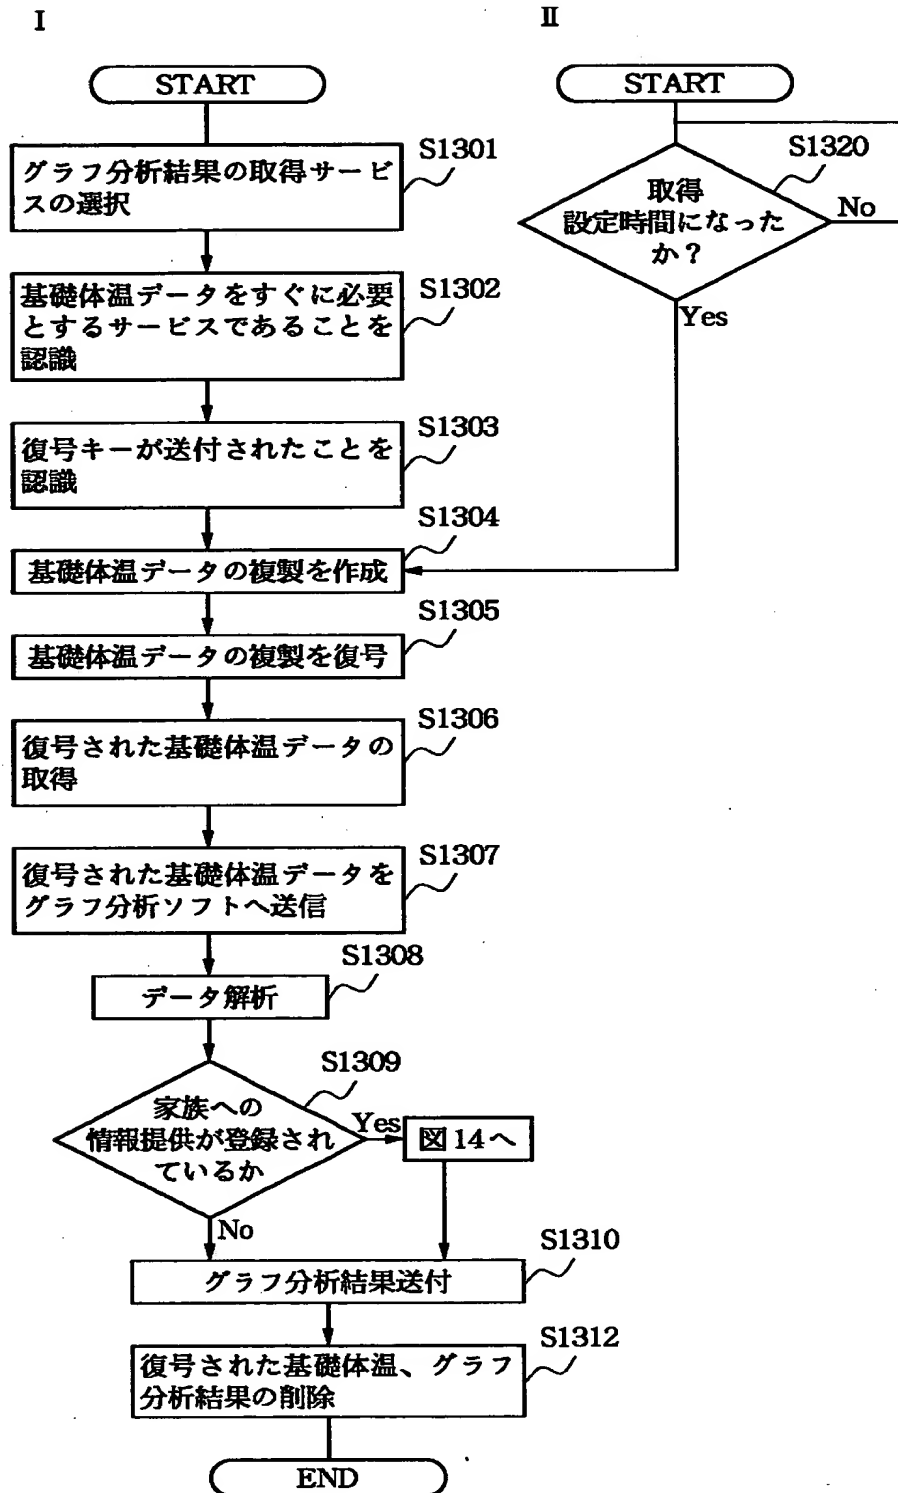 I
START
グラフ分析結果の取得サービ
スの選択
S1301
基礎体温データをすぐに必要
とするサービスであることを
認識
S1302
復号キーが送付されたことを
認識
S1303
基礎体温データの複製を作成
S1304
基礎体温データの複製を復号
S1305
復号された基礎体温データの
取得
S1306
復号された基礎体温データを
グラフ分析ソフトへ送信
S1307
データ解析
S1308
家族への
情報提供が登録され
ているか
S1309
Yes
図14へ
No
グラフ分析結果送付
S1310
復号された基礎体温、グラフ
分析結果の削除
S1312
END
II
START
取得
設定時間になった
か？
S1320
No
Yes